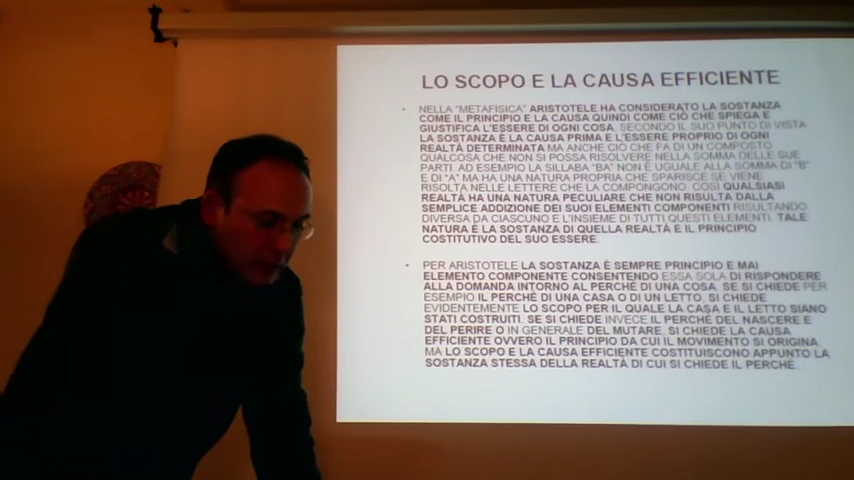 LO SCOPO E LA CAUSA EFFICIENTE
• NELLA "METAFISICA" ARISTOTELE HA CONSIDERATO LA SOSTANZA
COME IL PRINCIPIO E LA CAUSA QUINDI COME CIÒ CHE SPIEGA E
GIUSTIFICA L'ESSERE DI OGNI COSA. SECONDO IL SUO PUNTO DI VISTA
LA SOSTANZA È LA CAUSA PRIMA E L'ESSERE PROPRIO DI OGNI
REALTÀ DETERMINATA MA ANCHE CIÒ CHE FA DI UN COMPOSTO
QUALCOSA CHE NON SI POSSA RISOLVERE NELLA SOMMA DELLE SUE
PARTI. AD ESEMPIO LA SILLABA "BA" NON È UGUALE ALLA SOMMA DI "B"
E DI "A" MA HA UNA NATURA PROPRIA CHE SPARISCE SE VIENE
RISOLTA NELLE LETTERE CHE LA COMPONGONO, COSÌ QUALSIASI
REALTÀ HA UNA NATURA PECULIARE CHE NON RISULTA DALLA
SEMPLICE ADDIZIONE DEI SUOI ELEMENTI COMPONENTI RISULTANDO
DIVERSA DA CIASCUNO E L'INSIEME DI TUTTI QUESTI ELEMENTI. TALE
NATURA È LA SOSTANZA DI QUELLA REALTÀ E IL PRINCIPIO
COSTITUTIVO DEL SUO ESSERE.
• PER ARISTOTELE LA SOSTANZA È SEMPRE PRINCIPIO E MAI
ELEMENTO COMPONENTE CONSENTENDO ESSA SOLA DI RISPONDERE
ALLA DOMANDA INTORNO AL PERCHÉ DI UNA COSA. SE SI CHIEDE PER
ESEMPIO IL PERCHÉ DI UNA CASA O DI UN LETTO, SI CHIEDE
EVIDENTEMENTE LO SCOPO PER IL QUALE LA CASA E IL LETTO SIANO
STATI COSTRUITI. SE SI CHIEDE INVECE IL PERCHÉ DEL NASCERE E
DEL PERIRE O IN GENERALE DEL MUTARE, SI CHIEDE LA CAUSA
EFFICIENTE OVVERO IL PRINCIPIO DA CUI IL MOVIMENTO SI ORIGINA,
MA LO SCOPO E LA CAUSA EFFICIENTE COSTITUISCONO APPUNTO LA
SOSTANZA STESSA DELLA REALTÀ DI CUI SI CHIEDE IL PERCHÉ.